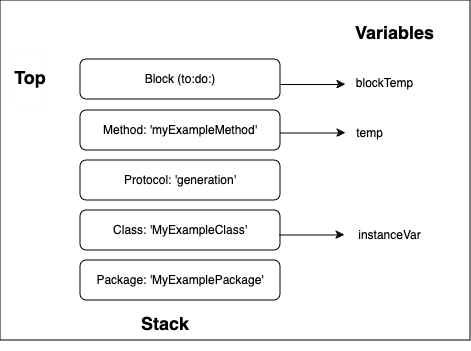 Variables
Top
Block (to:do:)
blockTemp
Method: 'myExampleMethod'
temp
Protocol: 'generation'
Class: 'MyExampleClass'
instanceVar
Package: 'MyExamplePackage'
Stack